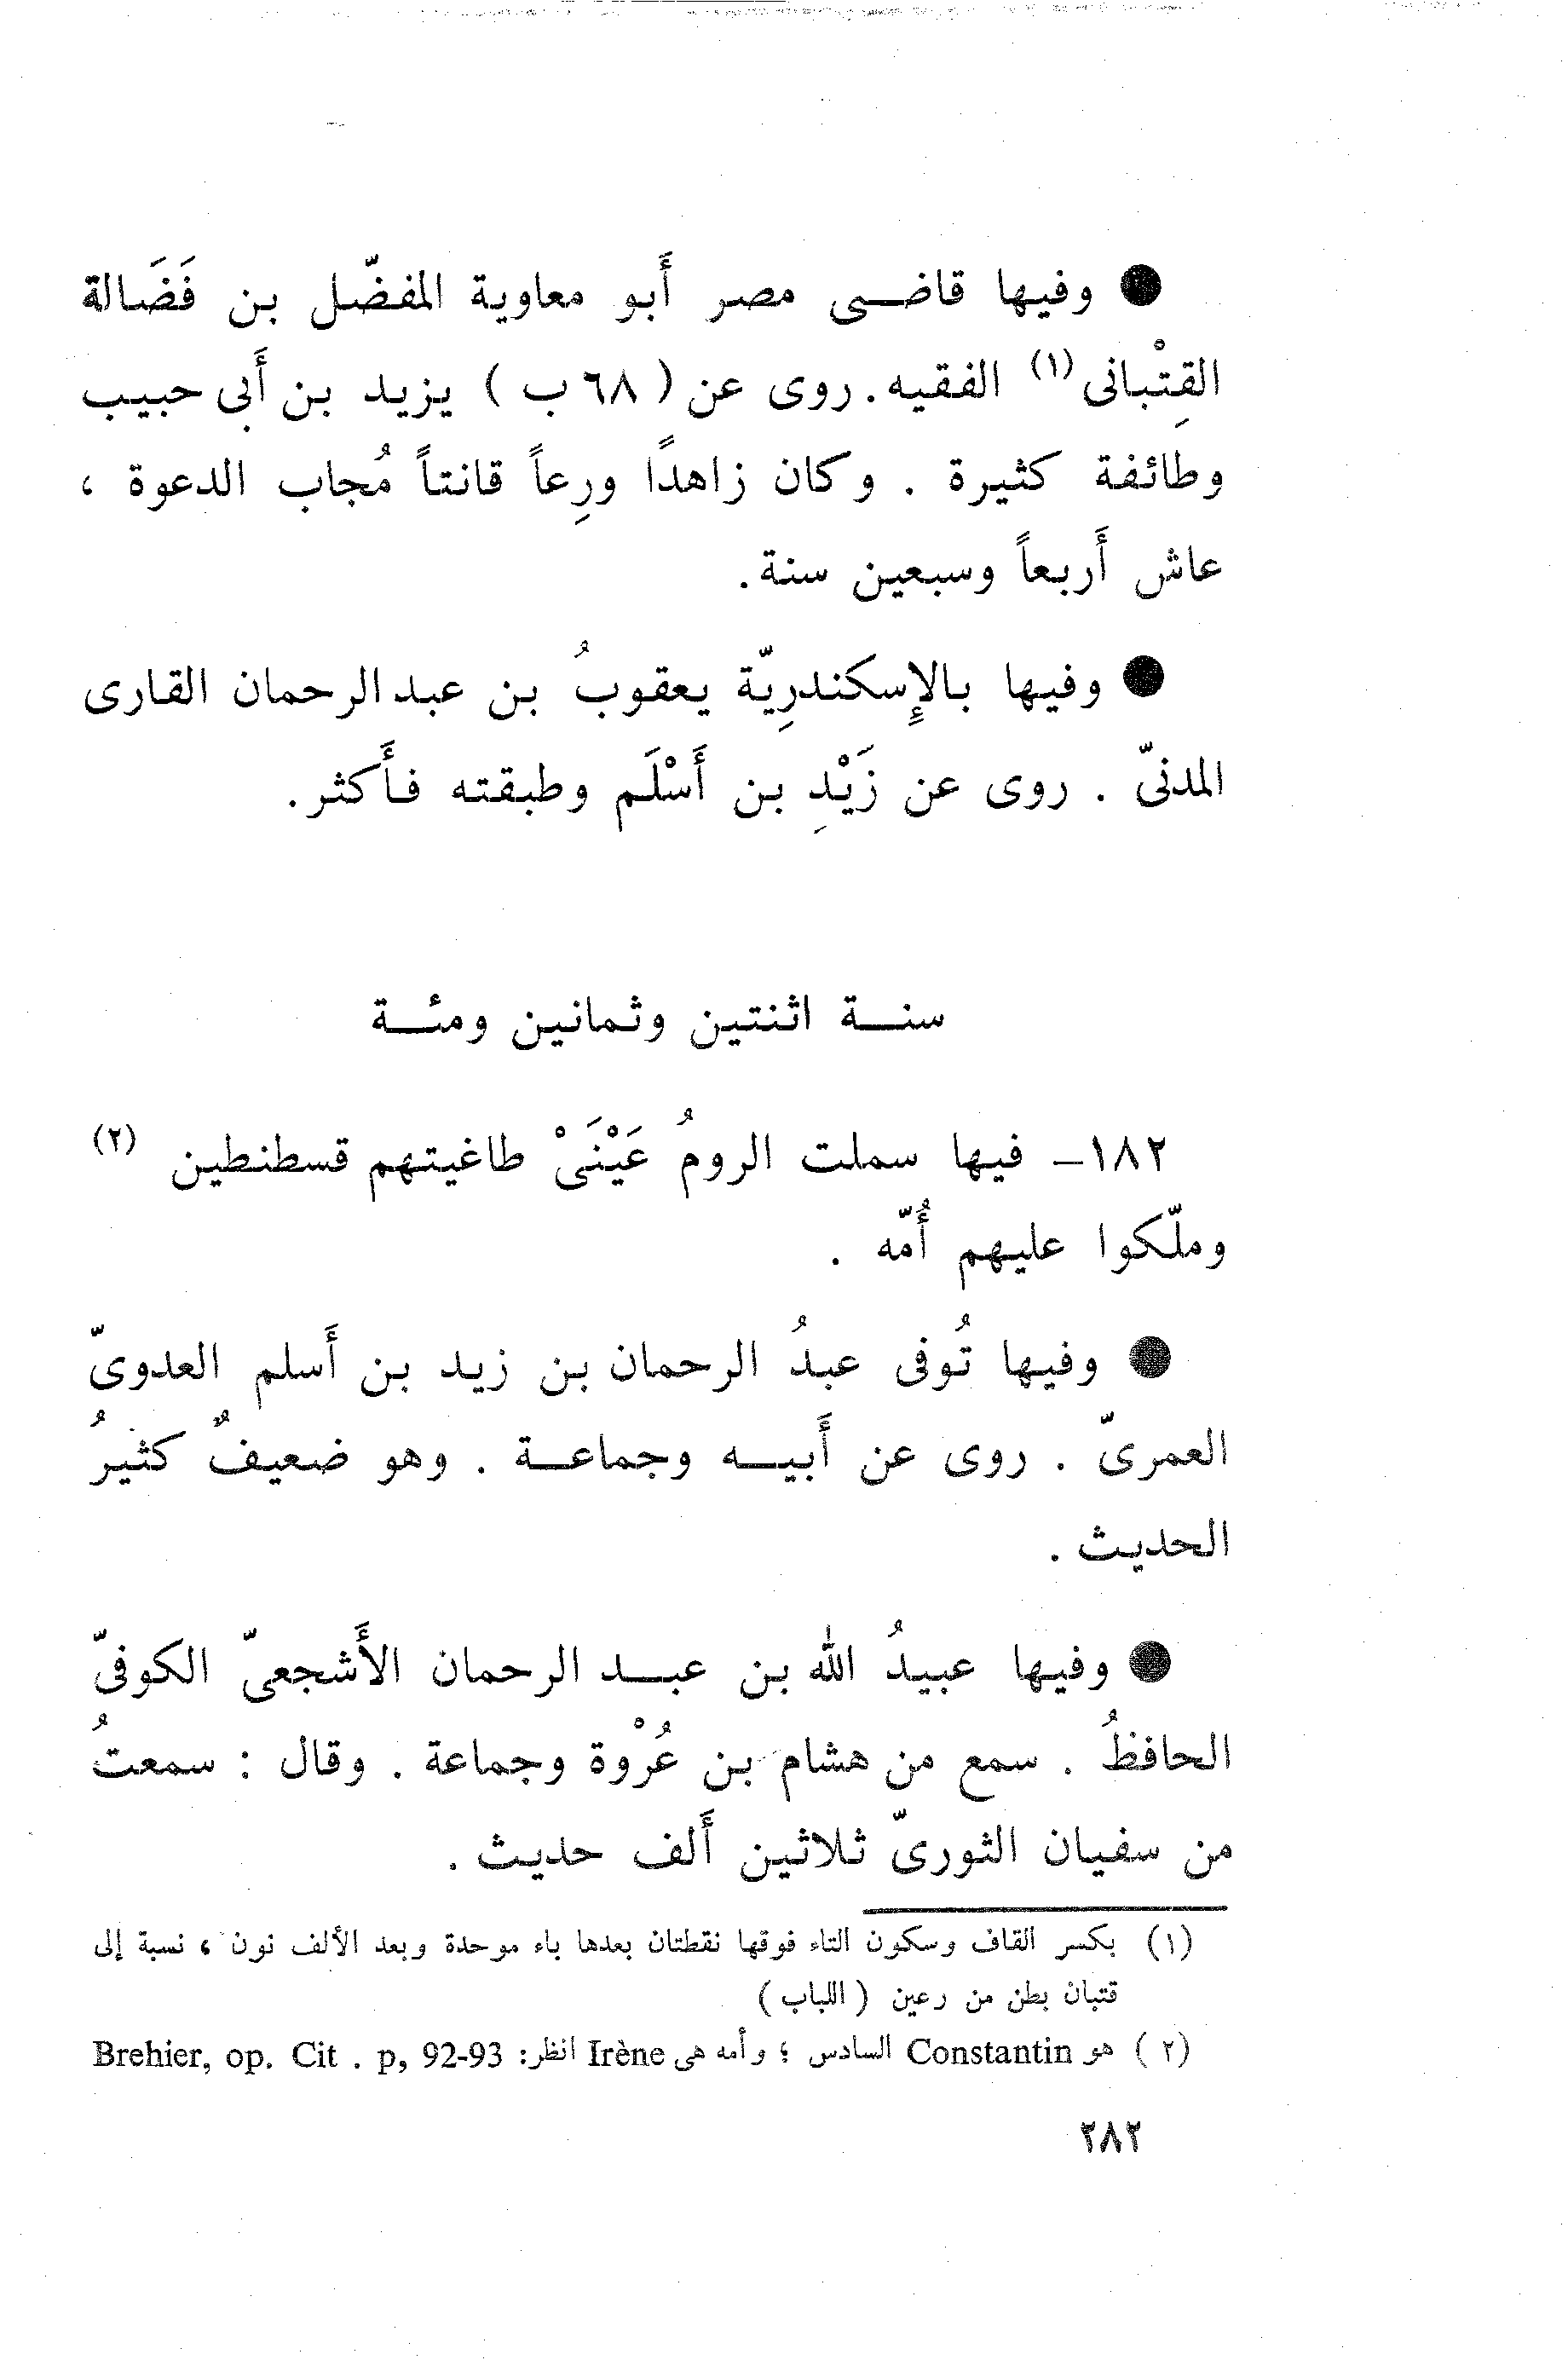 ● وفيها قاضى مصر أَبو معاوية المفضّل بن فَضَالة
القِتْبانى (١) الفقيه. روى عن ( ٦٨ ب ) يزيد بن أَبى حبيب
وطائفة كثيرة . وكان زاهدًا ورِعاً قانتاً مُجاب الدعوة ،
عاش أَربعاً وسبعين سنة.
● وفيها بالإِسكندرِيّة يعقوبُ بن عبدالرحمان القارى
المدنىّ . روى عن زَيْدِ بن أَسْلَم وطبقته فأَكثر.
سنة اثنتين وثمانين ومئة
١٨٢– فيها سملت الرومُ عَيْنَىْ طاغيتهم قسطنطين (٢)
وملّكوا عليهم أُمّه .
● وفيها تُوفى عبدُ الرحمان بن زيد بن أَسلم العدوىّ
العمرىّ . روى عن أَبيه وجماعة . وهو ضعيفٌ كثيرُ
الحديث .
● وفيها عبيدُ الله بن عبد الرحمان الأَشجعىّ الكوفىّ
الحافظُ . سمع من هشام بن عُرْوة وجماعة . وقال : سمعتُ
من سفيان الثورىّ ثلاثين أَلف حديث .
(١) بكسر القاف وسكون التاء فوقها نقطتان بعدها باء موحدة وبعد الألف نون ، نسبة إلى
قتبان بطن من رعين ( اللباب )
(٢ ) هو Constantin السادس ؛ وأمه هى Irène انظر: Brehier, op. Cit . p, 92-93
٢٨٢